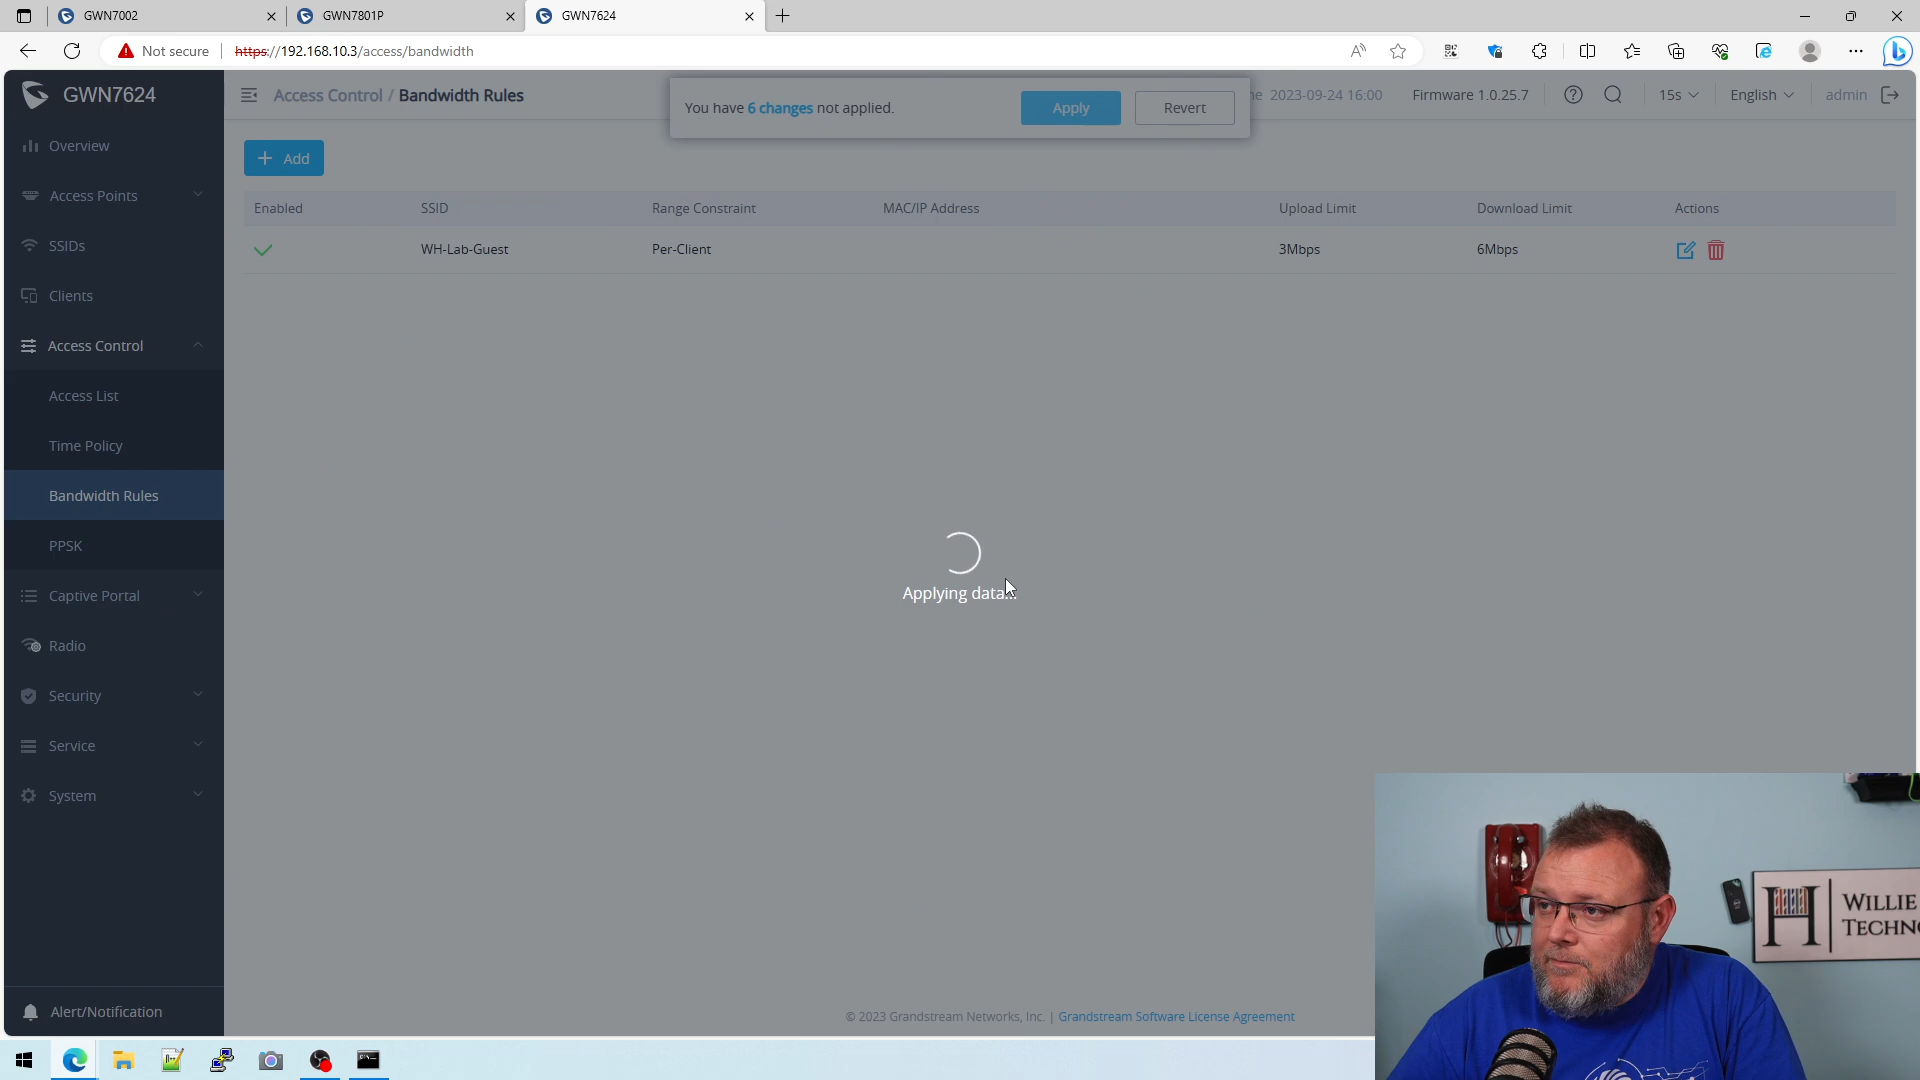 GWN7002
GWN7801P
GWN7624
Not secure
https://192.168.10.3/access/bandwidth
GWN7624
Access Control / Bandwidth Rules
You have 6 changes not applied.
Apply
Revert
2023-09-24 16:00
Firmware 1.0.25.7
15s
English
admin
Overview
Access Points
SSIDs
Clients
Access Control
Access List
Time Policy
Bandwidth Rules
PPSK
Captive Portal
Radio
Security
Service
System
Alert/Notification
+ Add
Enabled SSID Range Constraint MAC/IP Address Upload Limit Download Limit Actions
WH-Lab-Guest Per-Client 3Mbps 6Mbps
Applying data...
© 2023 Grandstream Networks, Inc. | Grandstream Software License Agreement
H
WILLIE